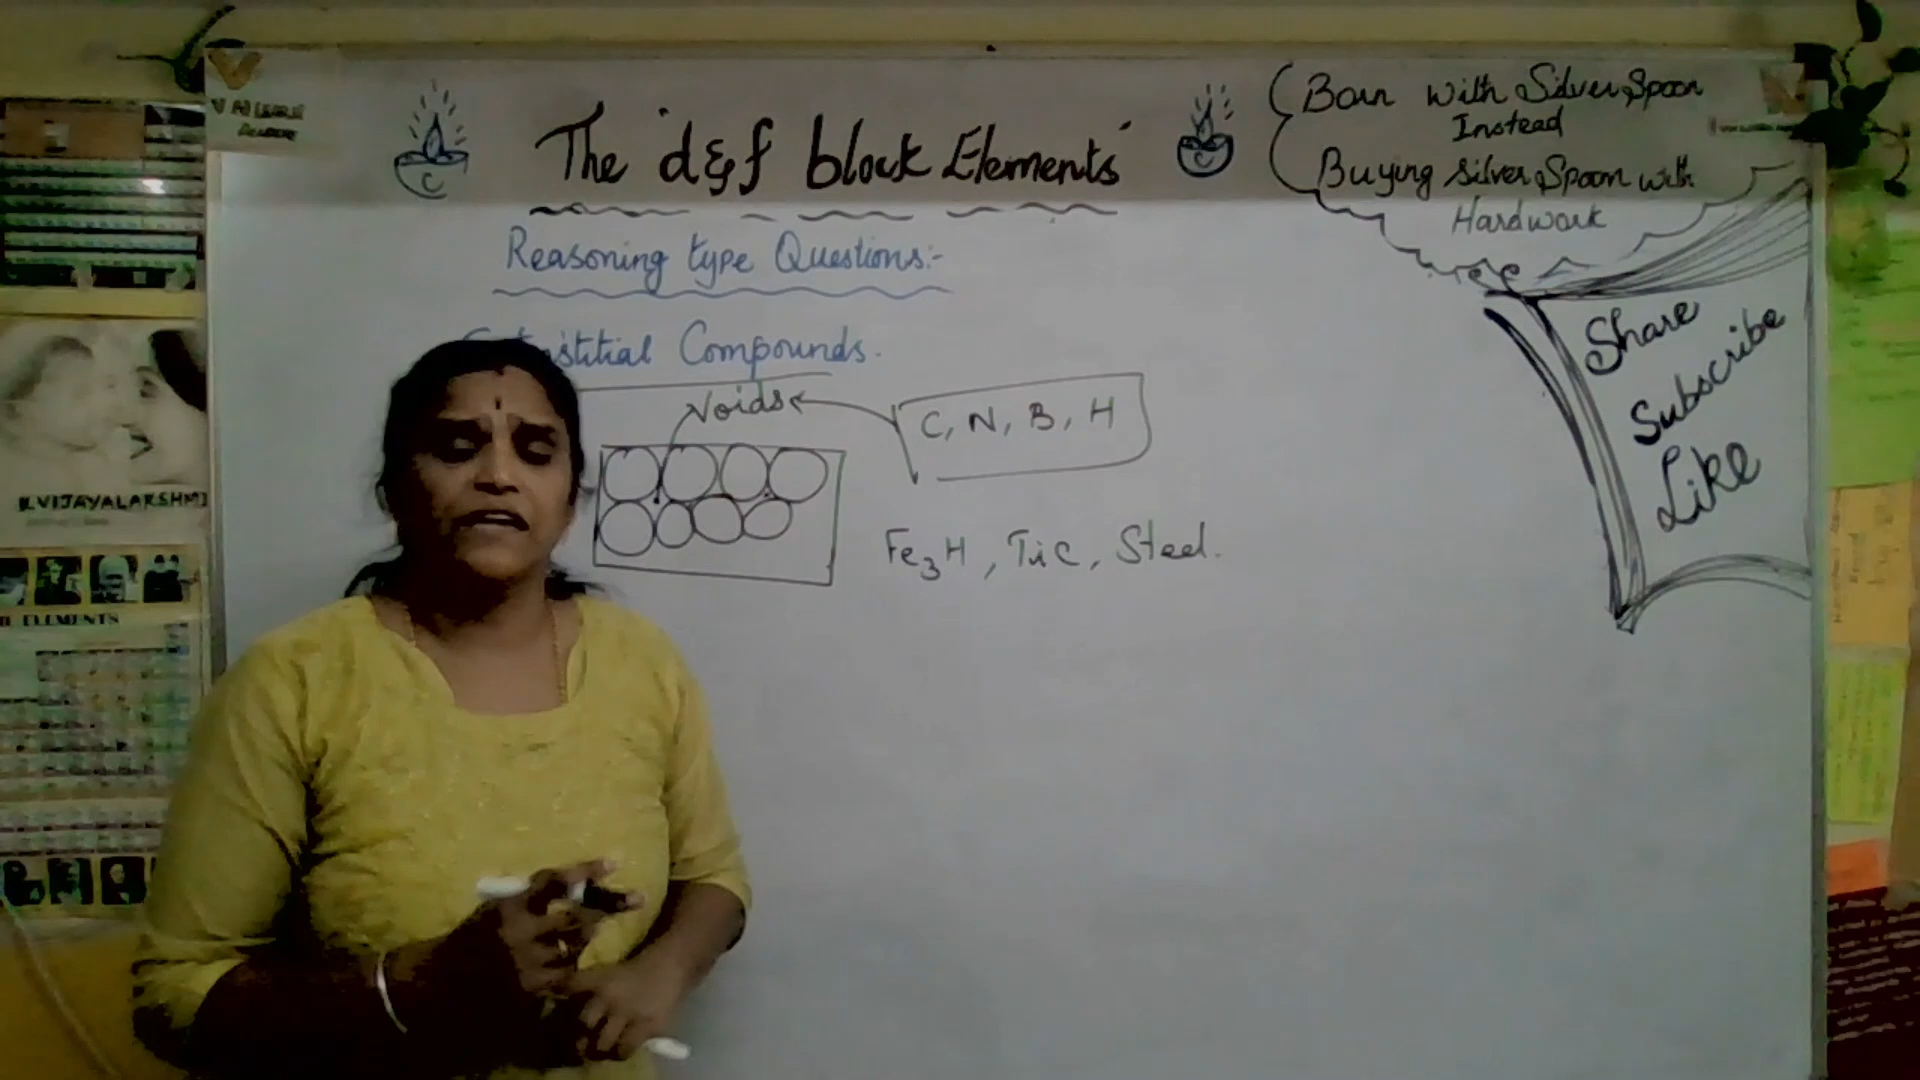 The 'd & f block Elements'
Born with Silver Spoon
Instead
Buying Silver Spoon with
Hardwork
Reasoning type Questions:-
Compounds.
Voids
C, N, B, H
Fe3H, TiC, Steel.
Share
Subscribe
Like
K.VIJAYALAKSHMI
ELEMENTS